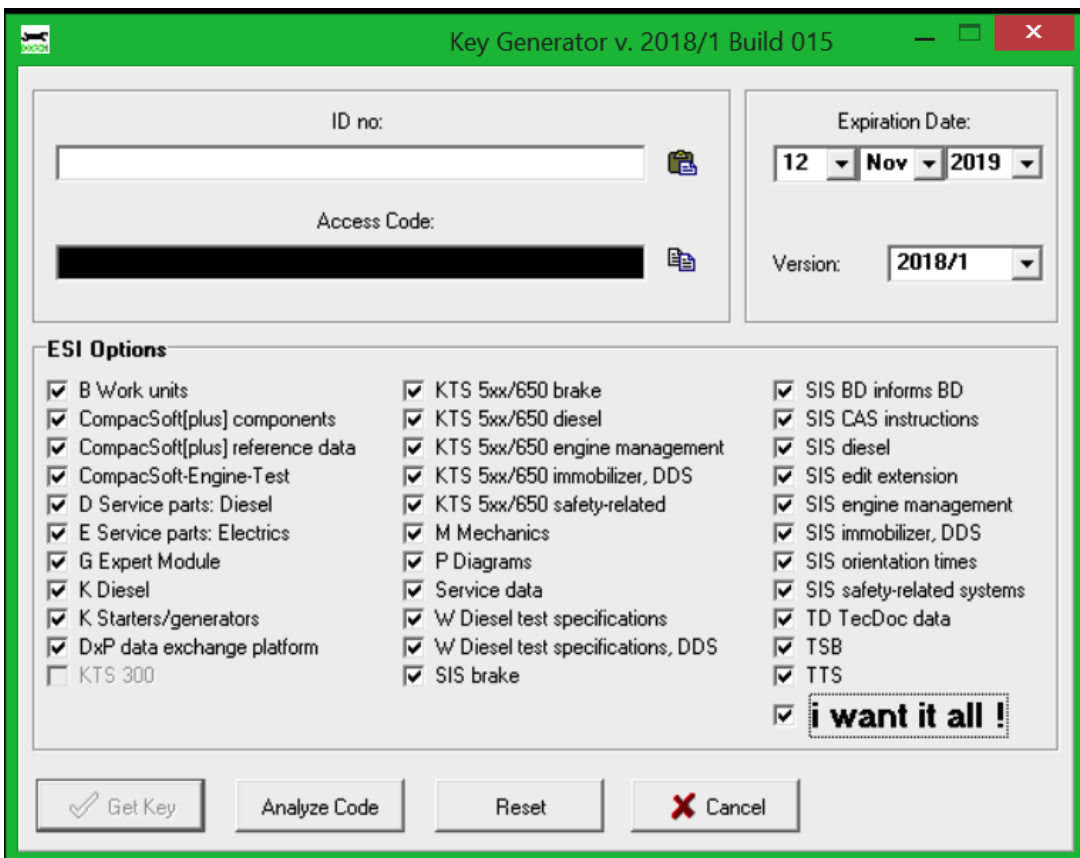 Key Generator v. 2018/1 Build 015
ID no:
Expiration Date:
12 Nov 2019
Access Code:
Version: 2018/1
ESI Options
B Work units
CompacSoft[plus] components
CompacSoft[plus] reference data
CompacSoft-Engine-Test
D Service parts: Diesel
E Service parts: Electrics
G Expert Module
K Diesel
K Starters/generators
DxP data exchange platform
KTS 300
KTS 5xx/650 brake
KTS 5xx/650 diesel
KTS 5xx/650 engine management
KTS 5xx/650 immobilizer, DDS
KTS 5xx/650 safety-related
M Mechanics
P Diagrams
Service data
W Diesel test specifications
W Diesel test specifications, DDS
SIS brake
SIS BD informs BD
SIS CAS instructions
SIS diesel
SIS edit extension
SIS engine management
SIS immobilizer, DDS
SIS orientation times
SIS safety-related systems
TD TecDoc data
TSB
TTS
i want it all !
Get Key
Analyze Code
Reset
Cancel